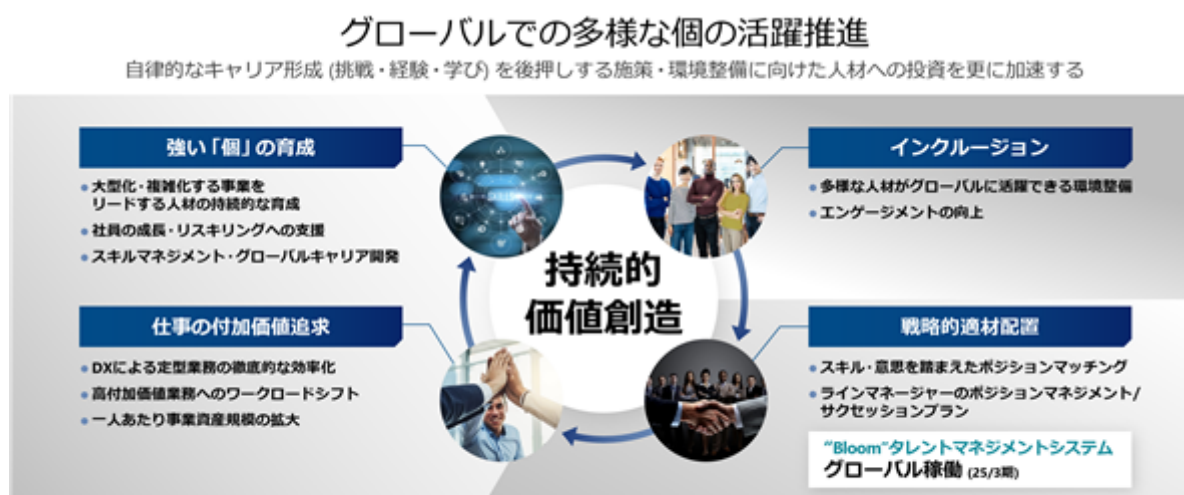 グローバルでの多様な個の活躍推進
自律的なキャリア形成 (挑戦・経験・学び) を後押しする施策・環境整備に向けた人材への投資を更に加速する
強い「個」の育成
• 大型化・複雑化する事業を
リードする人材の持続的な育成
• 社員の成長・リスキリングへの支援
• スキルマネジメント・グローバルキャリア開発
インクルージョン
• 多様な人材がグローバルに活躍できる環境整備
• エンゲージメントの向上
SKILLS
持続的
価値創造
仕事の付加価値追求
• DXによる定型業務の徹底的な効率化
• 高付加価値業務へのワークロードシフト
• 一人あたり事業資産規模の拡大
戦略的適材配置
• スキル・意思を踏まえたポジションマッチング
• ラインマネージャーのポジションマネジメント/
サクセッションプラン
“Bloom”タレントマネジメントシステム
グローバル稼働 (25/3期)